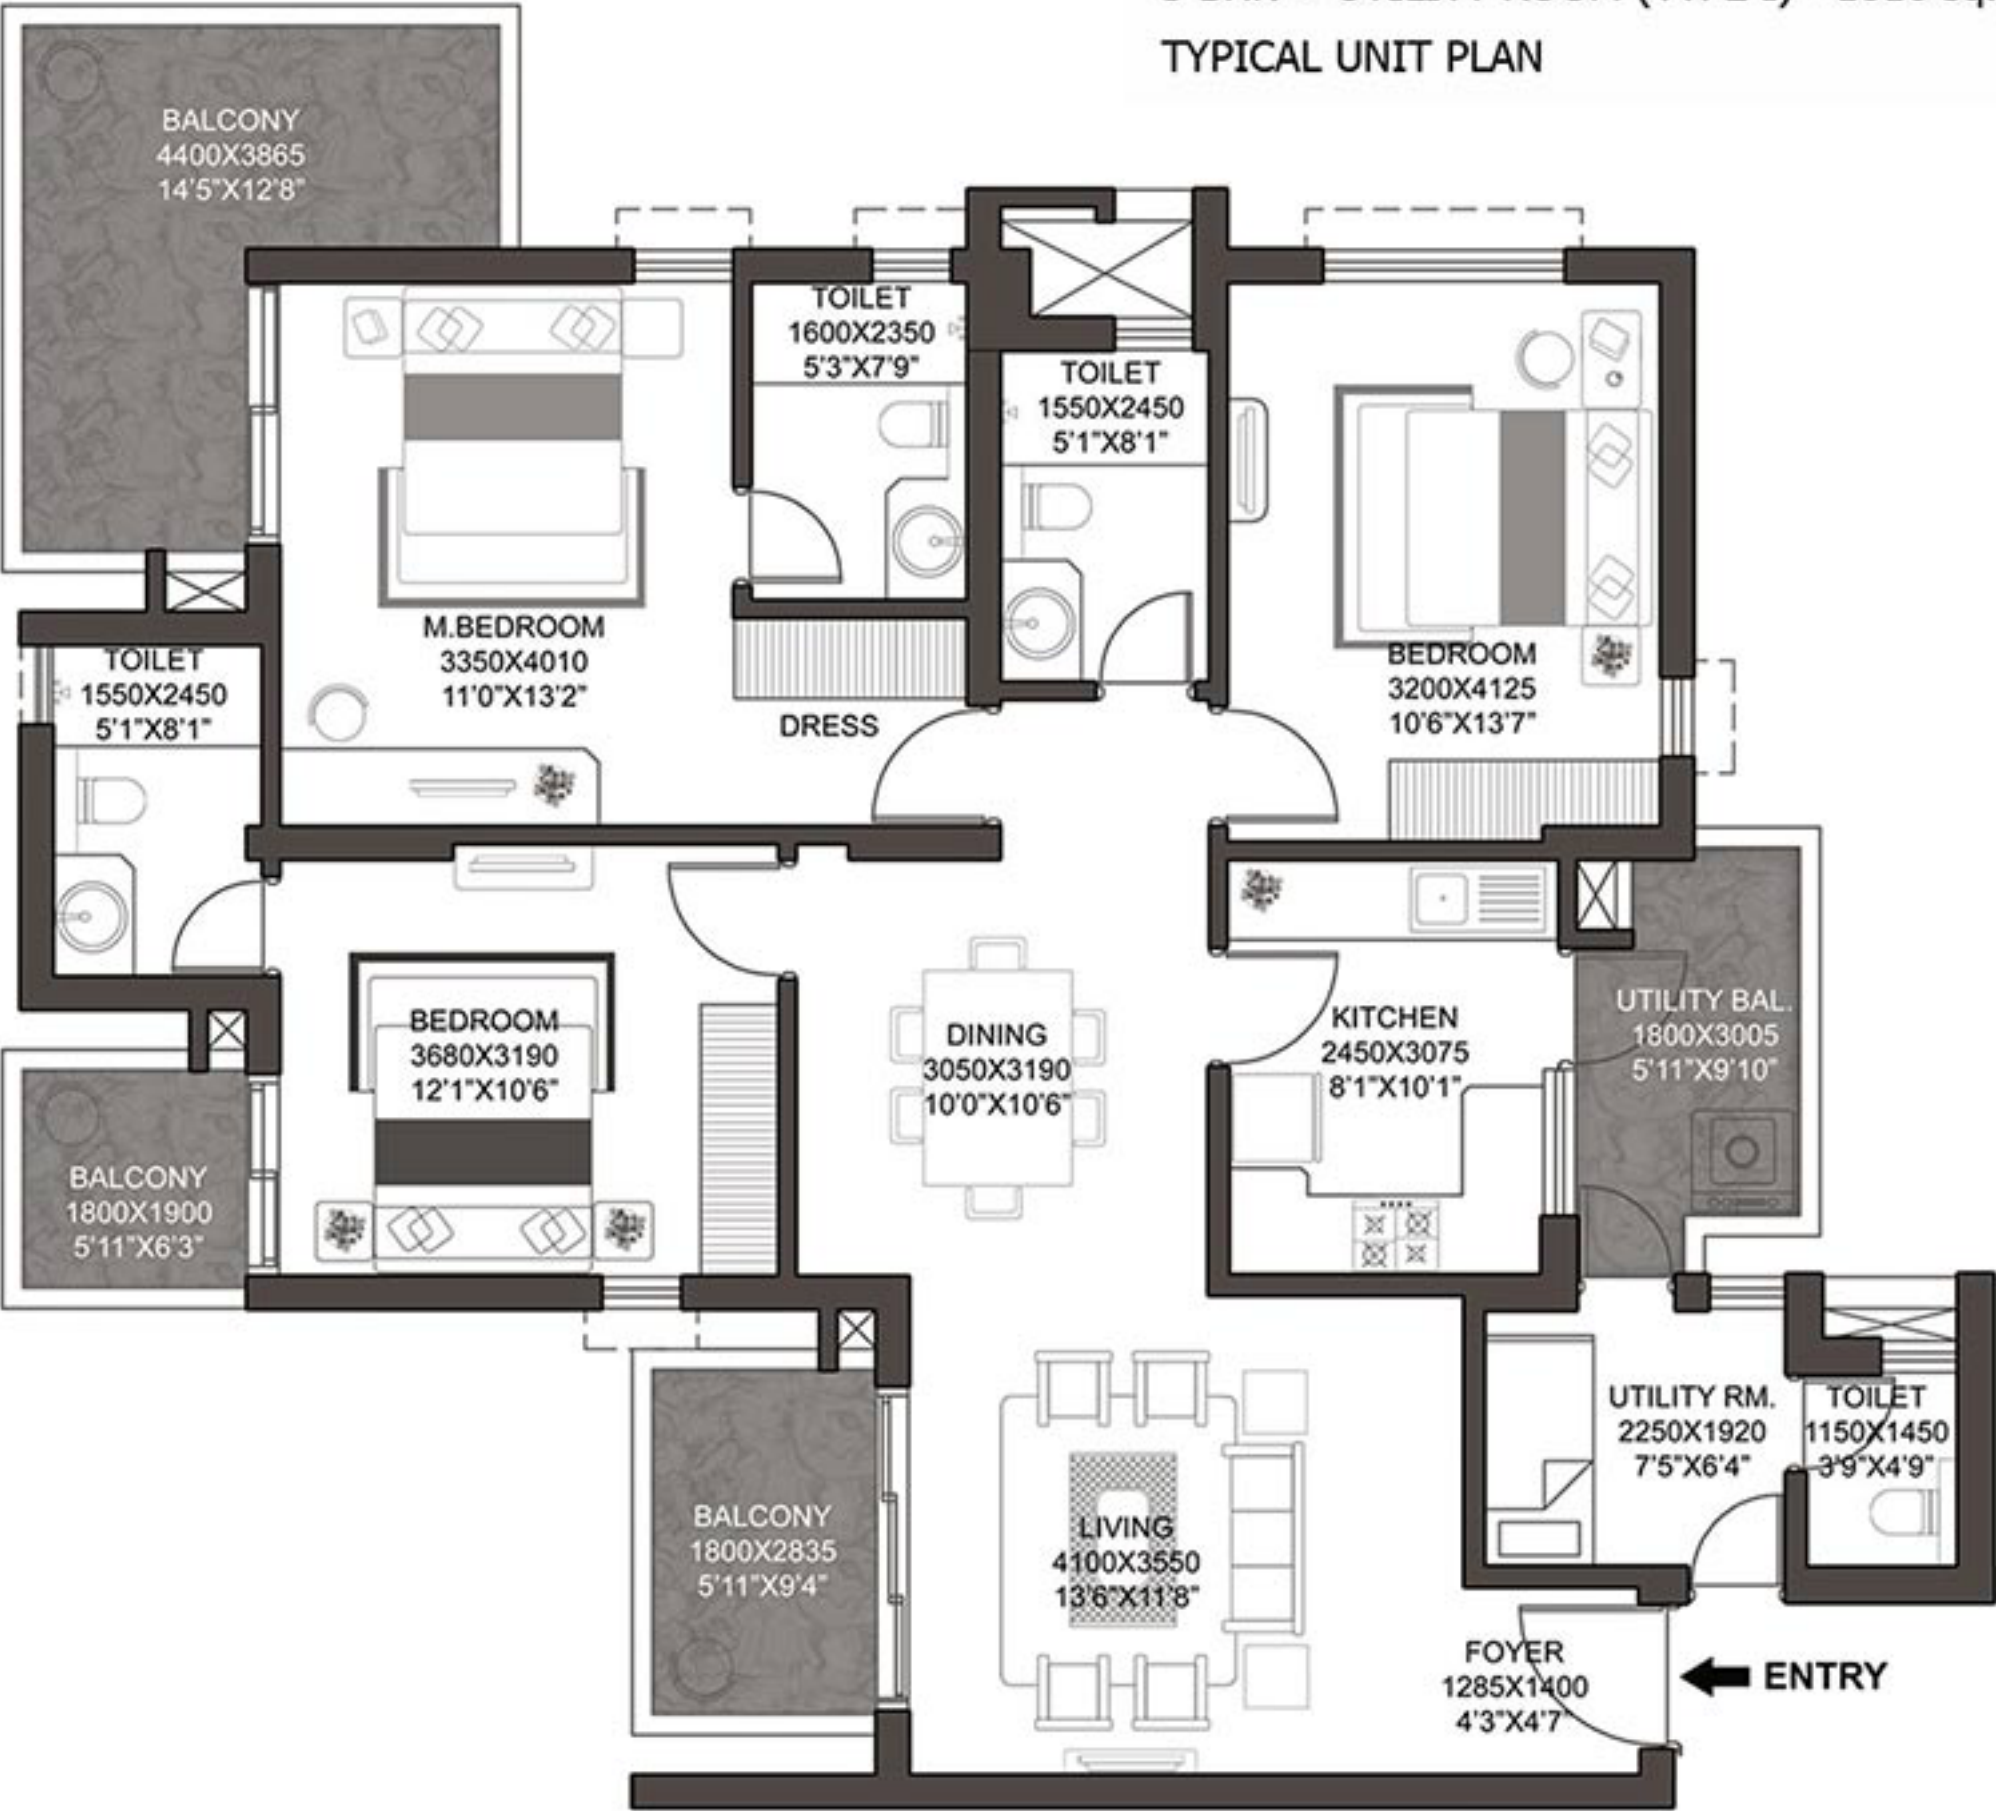 TYPICAL UNIT PLAN
BALCONY
4400X3865
14'5"X12'8"
TOILET
1600X2350
5'3"X7'9"
TOILET
1550X2450
5'1"X8'1"
M.BEDROOM
3350X4010
11'0"X13'2"
DRESS
BEDROOM
3200X4125
10'6"X13'7"
TOILET
1550X2450
5'1"X8'1"
BEDROOM
3680X3190
12'1"X10'6"
DINING
3050X3190
10'0"X10'6"
KITCHEN
2450X3075
8'1"X10'1"
UTILITY BAL.
1800X3005
5'11"X9'10"
BALCONY
1800X1900
5'11"X6'3"
BALCONY
1800X2835
5'11"X9'4"
LIVING
4100X3550
13'6"X11'8"
UTILITY RM.
2250X1920
7'5"X6'4"
TOILET
1150X1450
3'9"X4'9"
FOYER
1285X1400
4'3"X4'7"
ENTRY